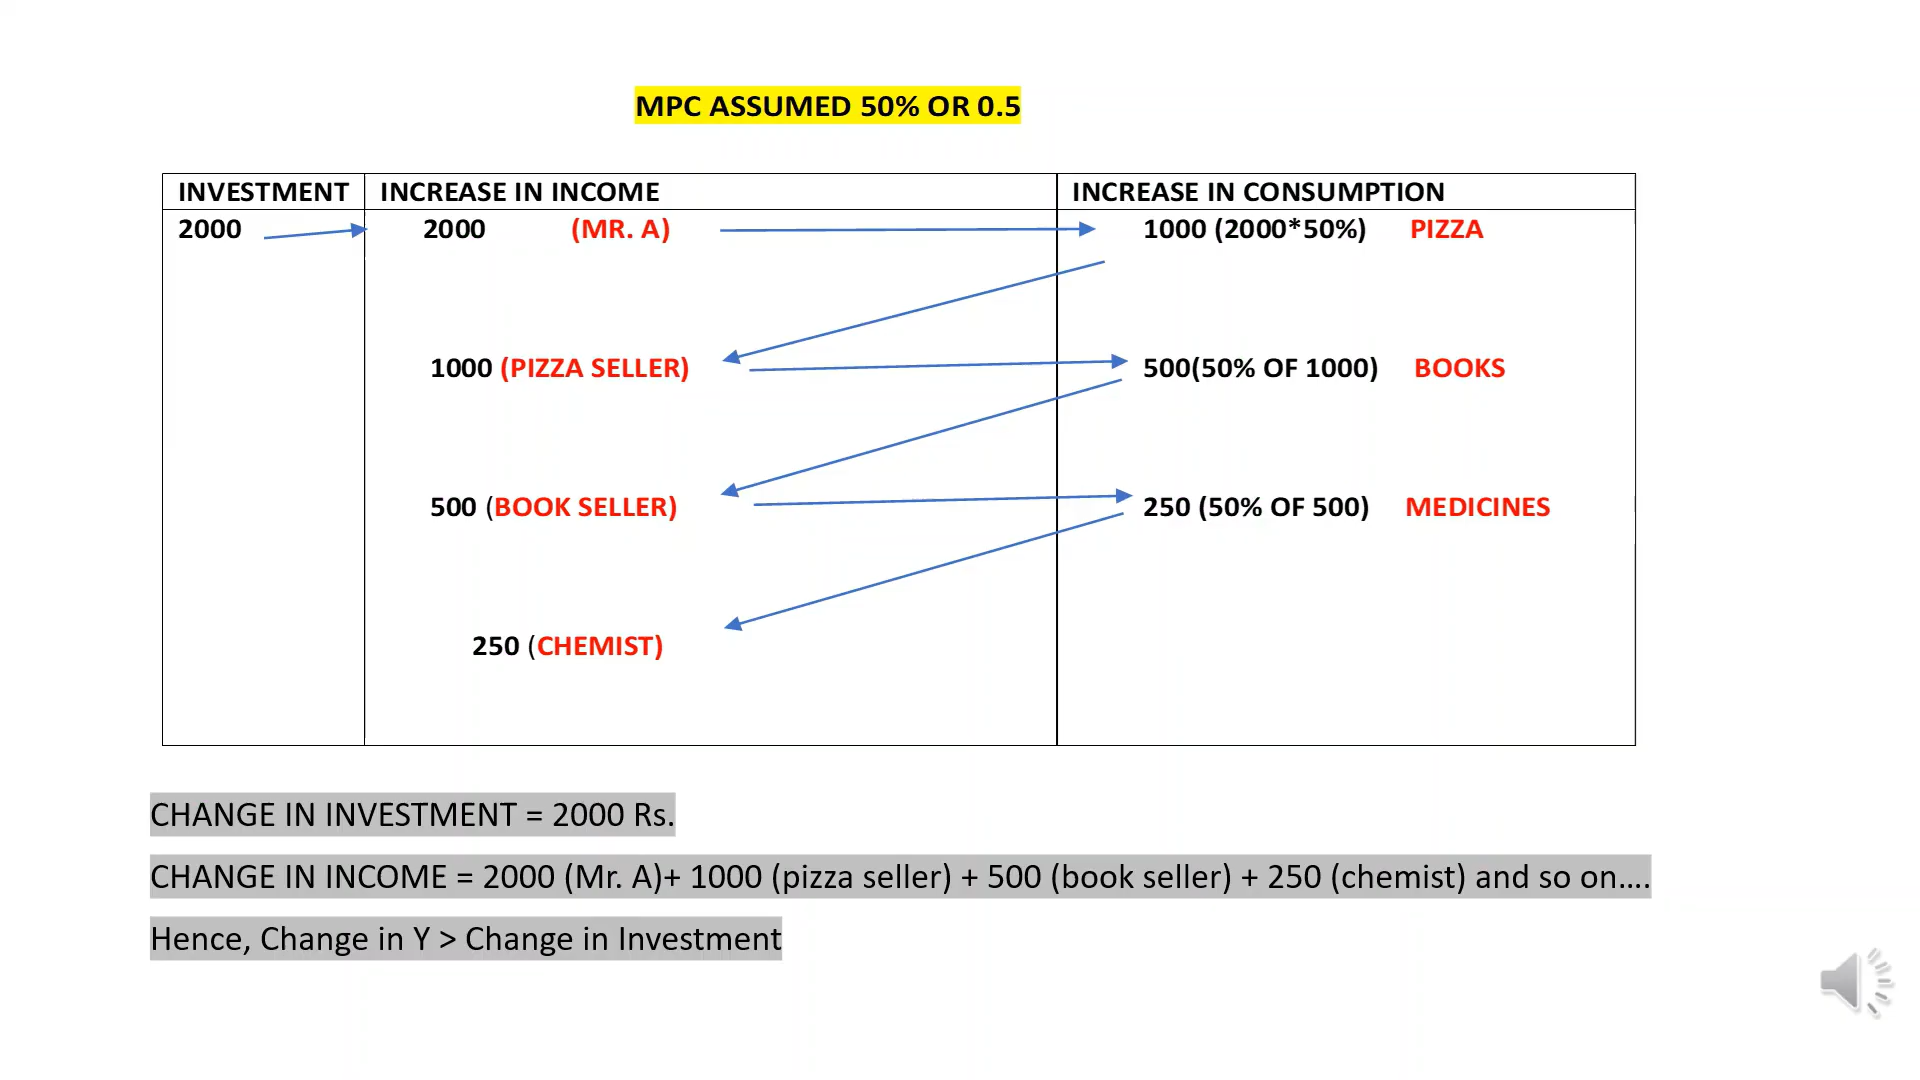 MPC ASSUMED 50% OR 0.5
INVESTMENT INCREASE IN INCOME INCREASE IN CONSUMPTION
2000 2000 (MR. A) 1000 (2000*50%) PIZZA
1000 (PIZZA SELLER) 500(50% OF 1000) BOOKS
500 (BOOK SELLER) 250 (50% OF 500) MEDICINES
250 (CHEMIST)
CHANGE IN INVESTMENT = 2000 Rs.
CHANGE IN INCOME = 2000 (Mr. A)+ 1000 (pizza seller) + 500 (book seller) + 250 (chemist) and so on....
Hence, Change in Y > Change in Investment